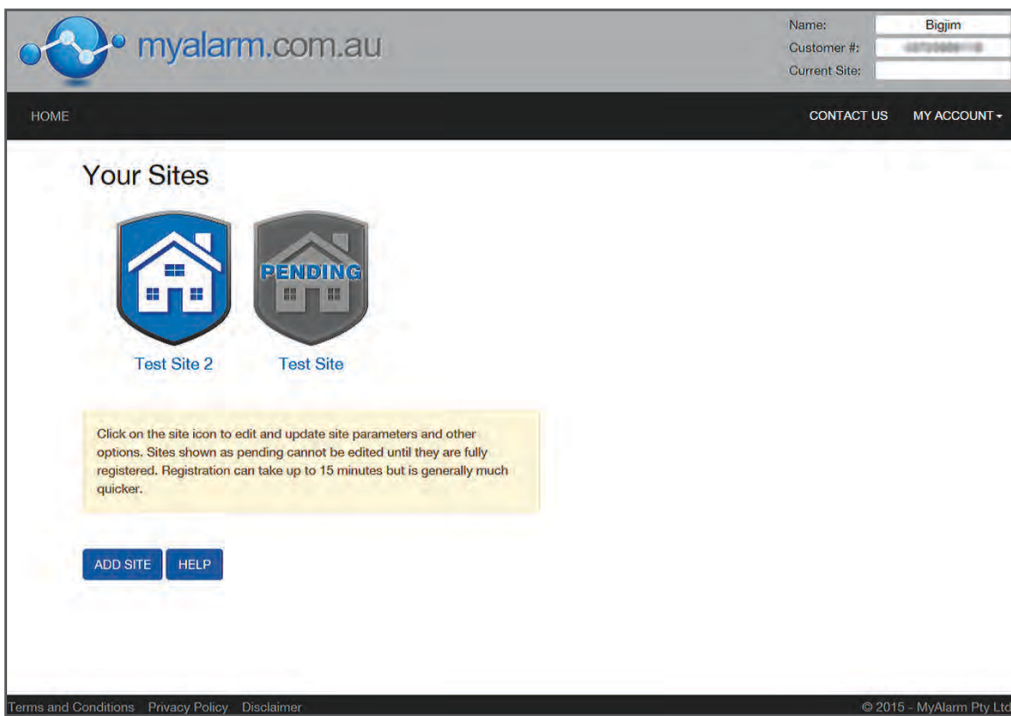 myalarm.com.au
Name: Bigjim
Customer #:
Current Site:
HOME CONTACT US MY ACCOUNT
Your Sites
PENDING
Test Site 2 Test Site
Click on the site icon to edit and update site parameters and other
options. Sites shown as pending cannot be edited until they are fully
registered. Registration can take up to 15 minutes but is generally much
quicker.
ADD SITE HELP
Terms and Conditions Privacy Policy Disclaimer © 2015 - MyAlarm Pty Ltd